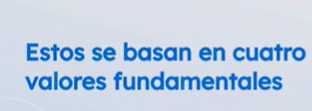 Estos se basan en cuatro
valores fundamentales